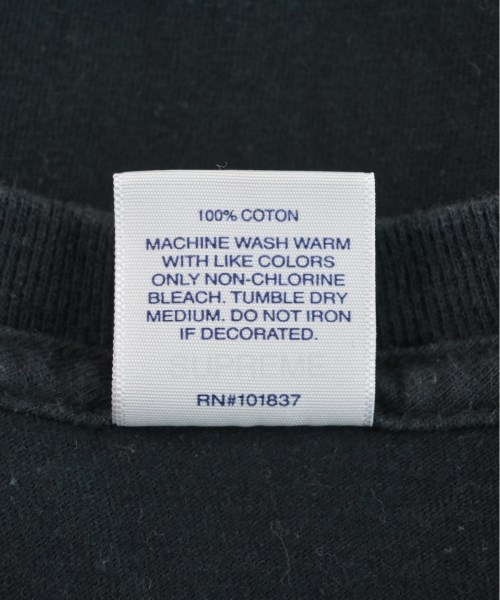 100% COTON
MACHINE WASH WARM
WITH LIKE COLORS
ONLY NON-CHLORINE
BLEACH. TUMBLE DRY
MEDIUM. DO NOT IRON
IF DECORATED.
SUPREME
RN#101837